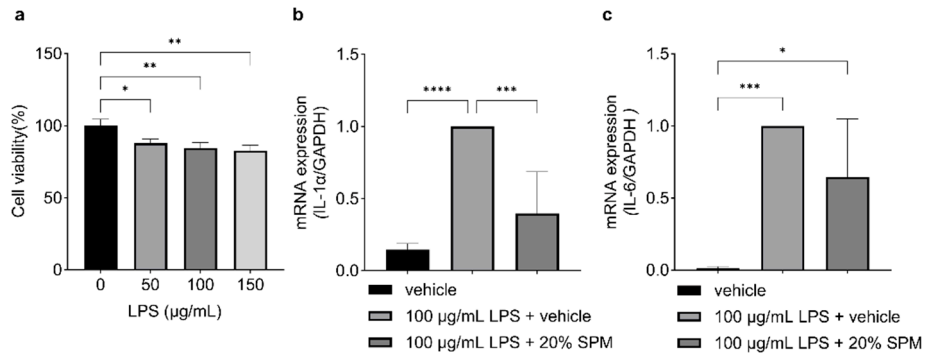 a
**
**
*
150
100
50
0
Cell viability(%)
0 50 100 150
LPS (µg/mL)
b
1.5
1.0
0.5
0.0
mRNA expression
(IL-1α/GAPDH)
**** ***
vehicle
100 µg/mL LPS + vehicle
100 µg/mL LPS + 20% SPM
c
1.5
1.0
0.5
0.0
mRNA expression
(IL-6/GAPDH )
*
***
vehicle
100 µg/mL LPS + vehicle
100 µg/mL LPS + 20% SPM